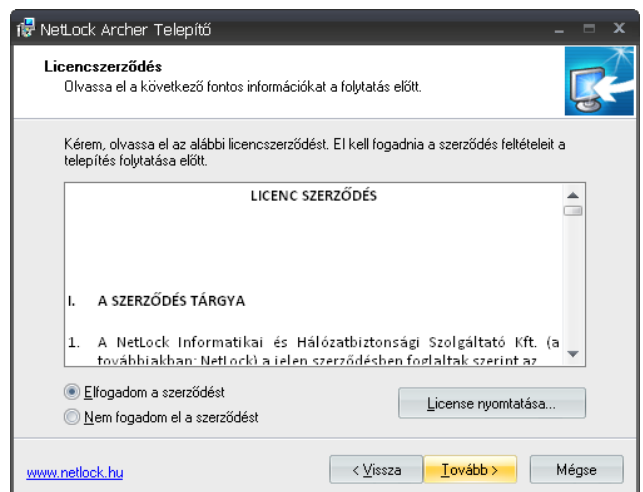 NetLock Archer Telepítő
Licencszerződés
Olvassa el a következő fontos információkat a folytatás előtt.
Kérem, olvassa el az alábbi licencszerződést. El kell fogadnia a szerződés feltételeit a
telepítés folytatása előtt.
LICENC SZERZŐDÉS
I. A SZERZŐDÉS TÁRGYA
1. A NetLock Informatikai és Hálózatbiztonsági Szolgáltató Kft. (a
továbbiakban: NetLock) a jelen szerződésben foglaltak szerint az
Elfogadom a szerződést
Nem fogadom el a szerződést
License nyomtatása...
www.netlock.hu
< Vissza
Tovább >
Mégse